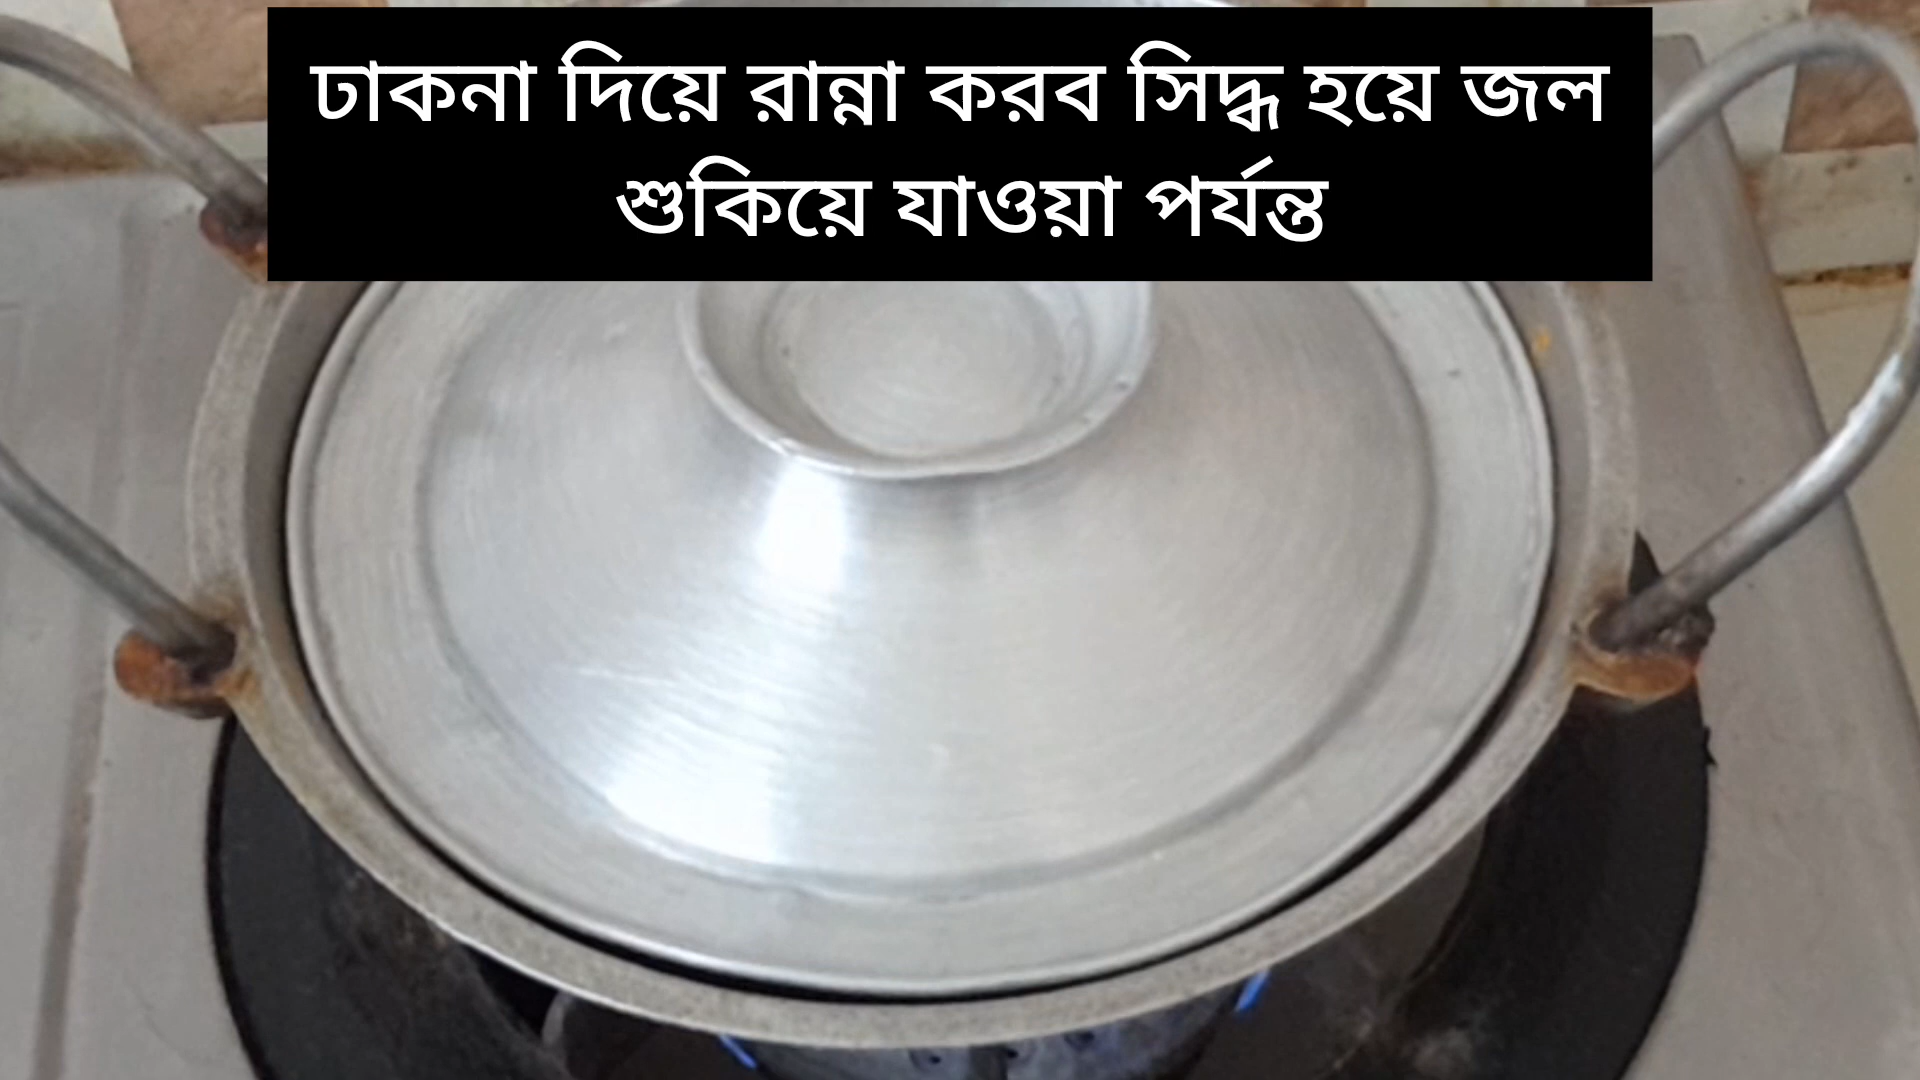 ঢাকনা দিয়ে রান্না করব সিদ্ধ হয়ে জল
শুকিয়ে যাওয়া পর্যন্ত